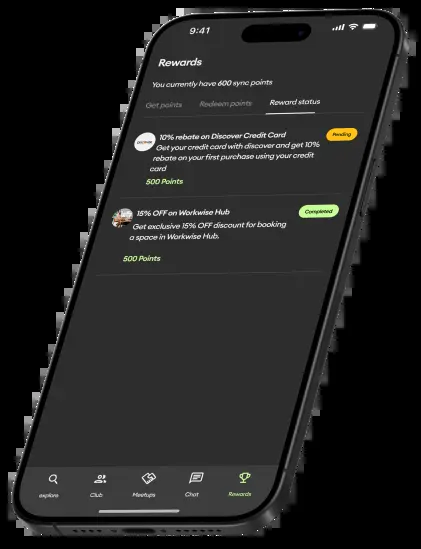 9:41
Rewards
You currently have 600 sync points
Get points Redeem points Reward status
10% rebate on Discover Credit Card Pending
Get your credit card with discover and get 10%
rebate on your first purchase using your credit
card
500 Points
15% OFF on Workwise Hub Completed
Get exclusive 15% OFF discount for booking
a space in Workwise Hub.
500 Points
explore Club Meetups Chat Rewards